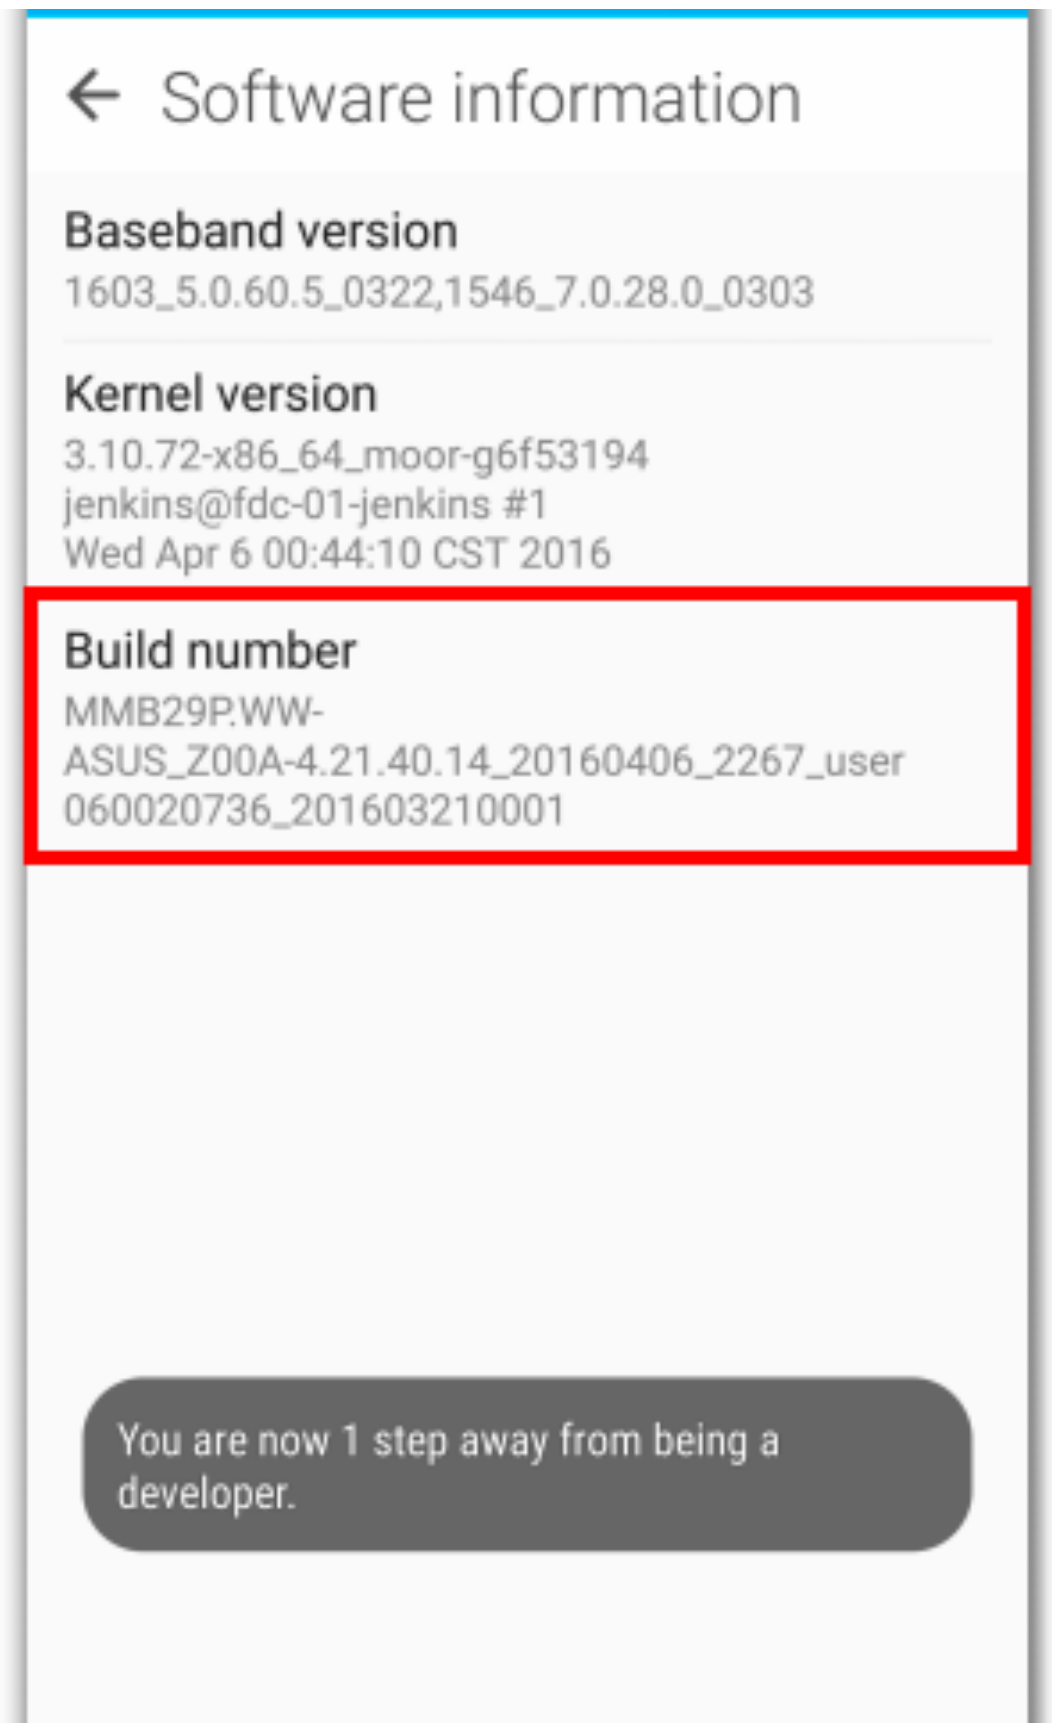 Software information
Baseband version
1603_5.0.60.5_0322,1546_7.0.28.0_0303
Kernel version
3.10.72-x86_64_moor-g6f53194
jenkins@fdc-01-jenkins #1
Wed Apr 6 00:44:10 CST 2016
Build number
MMB29P.WW-
ASUS_Z00A-4.21.40.14_20160406_2267_user
060020736_201603210001
You are now 1 step away from being a
developer.